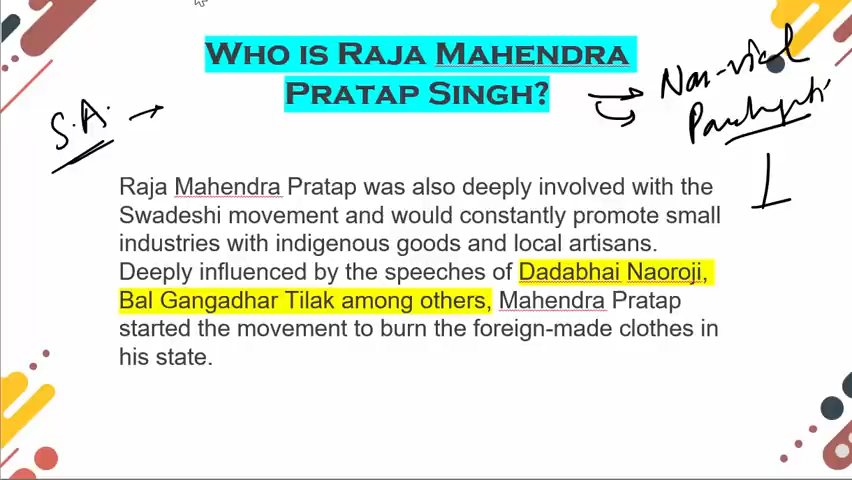 WHO IS RAJA MAHENDRA
PRATAP SINGH?
S.A.
Raja Mahendra Pratap was also deeply involved with the
Swadeshi movement and would constantly promote small
industries with indigenous goods and local artisans.
Deeply influenced by the speeches of Dadabhai Naoroji,
Bal Gangadhar Tilak among others, Mahendra Pratap
started the movement to burn the foreign-made clothes in
his state.